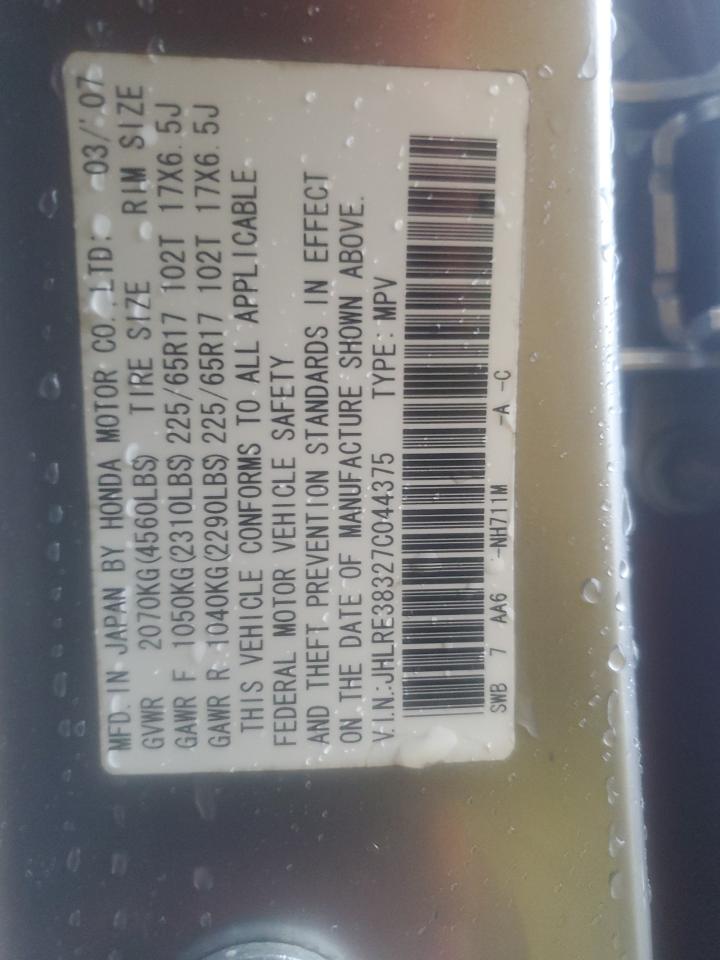 MFD. IN JAPAN BY HONDA MOTOR CO., LTD. 03/'07
GVWR 2070KG(4560LBS) TIRE SIZE RIM SIZE
GAWR F 1050KG(2310LBS) 225/65R17 102T 17X6.5J
GAWR R 1040KG(2290LBS) 225/65R17 102T 17X6.5J
THIS VEHICLE CONFORMS TO ALL APPLICABLE
FEDERAL MOTOR VEHICLE SAFETY
AND THEFT PREVENTION STANDARDS IN EFFECT
ON THE DATE OF MANUFACTURE SHOWN ABOVE.
V.I.N.:JHLRE38327C044375 TYPE: MPV
SWB 7 AA6 -NH711M -A -C